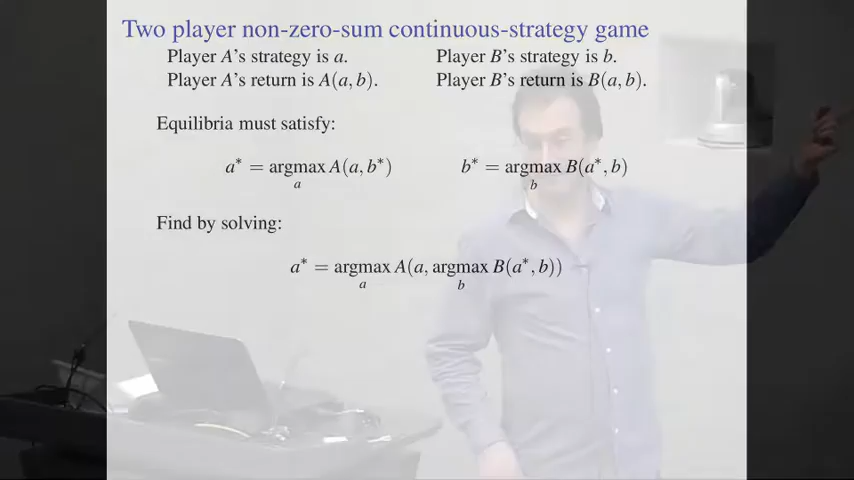 Two player non-zero-sum continuous-strategy game
Player A's strategy is a. Player B's strategy is b.
Player A's return is A(a, b). Player B's return is B(a, b).
Equilibria must satisfy:
a* = argmax A(a, b*) b* = argmax B(a*, b)
a b
Find by solving:
a* = argmax A(a, argmax B(a*, b))
a b